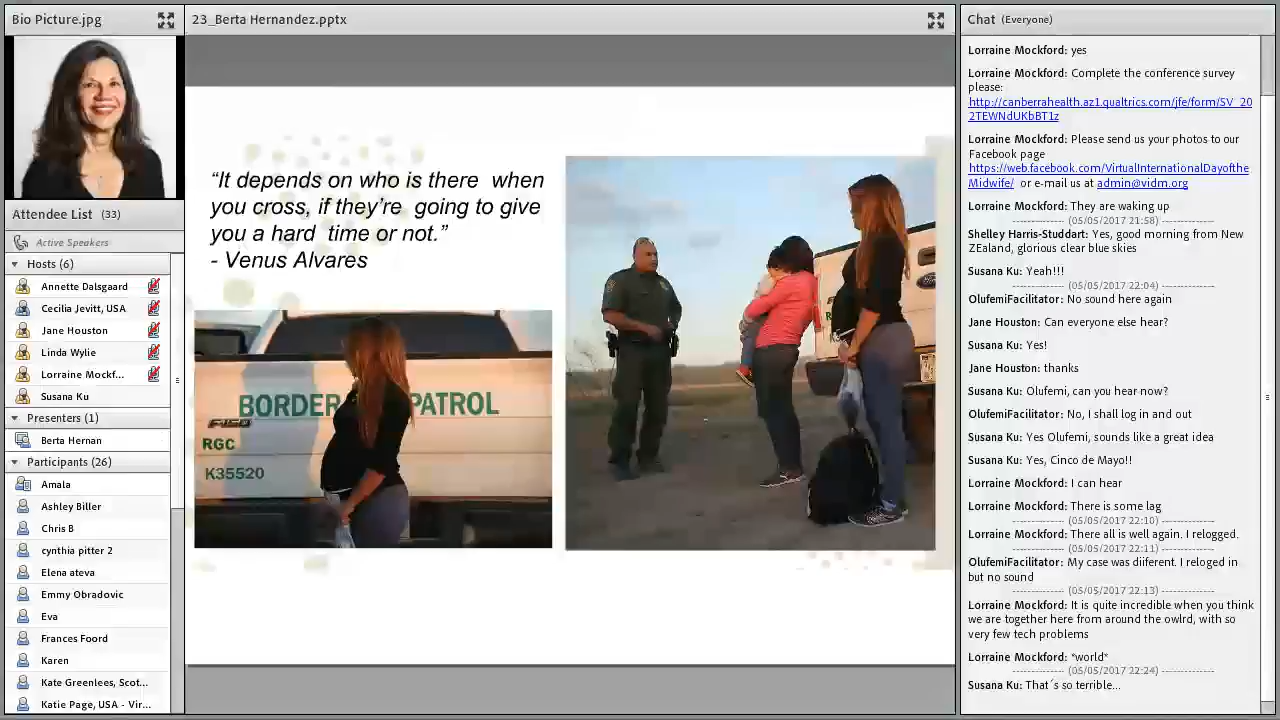 Bio Picture.jpg
Attendee List (33)
Active Speakers
Hosts (6)
Annette Dalsgaard
Cecilia Jevitt, USA
Jane Houston
Linda Wylie
Lorraine Mockf...
Susana Ku
Presenters (1)
Berta Hernan
Participants (26)
Amala
Ashley Biller
Chris B
cynthia pitter 2
Elena ateva
Emmy Obradovic
Eva
Frances Foord
Karen
Kate Greenlees, Scot...
Katie Page, USA - Vir...
23_Berta Hernandez.pptx
“It depends on who is there when
you cross, if they’re going to give
you a hard time or not.”
- Venus Alvares
BORDER PATROL
RGC
K35520
Chat (Everyone)
Lorraine Mockford: yes
Lorraine Mockford: Complete the conference survey
please:
http://canberrahealth.az1.qualtrics.com/jfe/form/SV_20
2TEWNdUKbBT1z
Lorraine Mockford: Please send us your photos to our
Facebook page
https://web.facebook.com/VirtualInternationalDayofthe
Midwife/ or e-mail us at admin@vidm.org
Lorraine Mockford: They are waking up
------------- (05/05/2017 21:58) -------------
Shelley Harris-Studdart: Yes, good morning from New
ZEaland, glorious clear blue skies
Susana Ku: Yeah!!!
------------- (05/05/2017 22:04) -------------
OlufemiFacilitator: No sound here again
Jane Houston: Can everyone else hear?
Susana Ku: Yes!
Jane Houston: thanks
Susana Ku: Olufemi, can you hear now?
OlufemiFacilitator: No, I shall log in and out
Susana Ku: Yes Olufemi, sounds like a great idea
Susana Ku: Yes, Cinco de Mayo!!
Lorraine Mockford: I can hear
Lorraine Mockford: There is some lag
------------- (05/05/2017 22:10) -------------
Lorraine Mockford: There all is well again. I relogged.
------------- (05/05/2017 22:11) -------------
OlufemiFacilitator: My case was diiferent. I reloged in
but no sound
------------- (05/05/2017 22:13) -------------
Lorraine Mockford: It is quite incredible when you think
we are together here from around the owlrd, with so
very few tech problems
Lorraine Mockford: *world*
------------- (05/05/2017 22:24) -------------
Susana Ku: That´s so terrible...